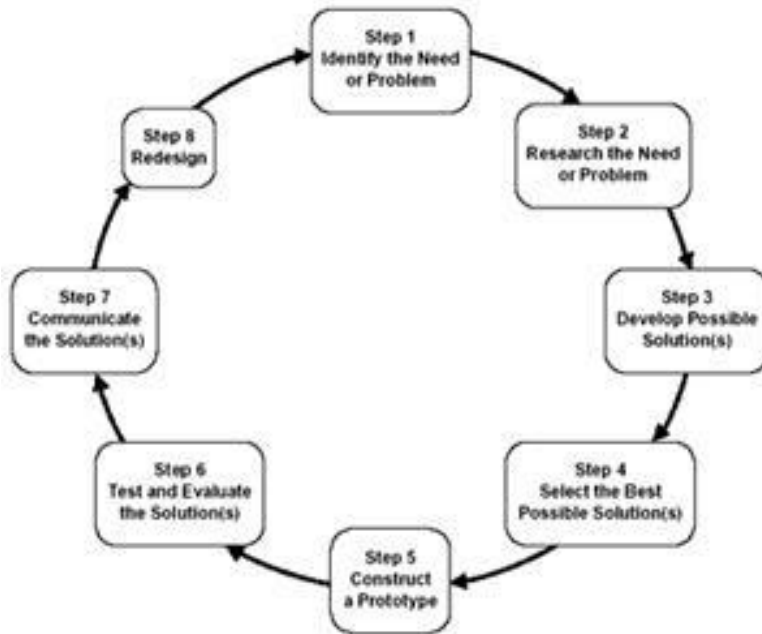 Step 1
Identify the Need
or Problem
Step 2
Research the Need
or Problem
Step 3
Develop Possible
Solution(s)
Step 4
Select the Best
Possible Solution(s)
Step 5
Construct
a Prototype
Step 6
Test and Evaluate
the Solution(s)
Step 7
Communicate
the Solution(s)
Step 8
Redesign